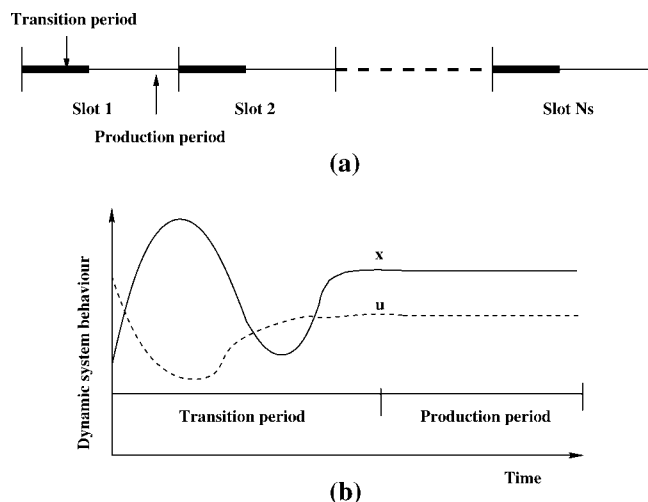 Transition period
Slot 1
Slot 2
Slot Ns
Production period
(a)
Dynamic system behaviour
x
u
Transition period
Production period
Time
(b)